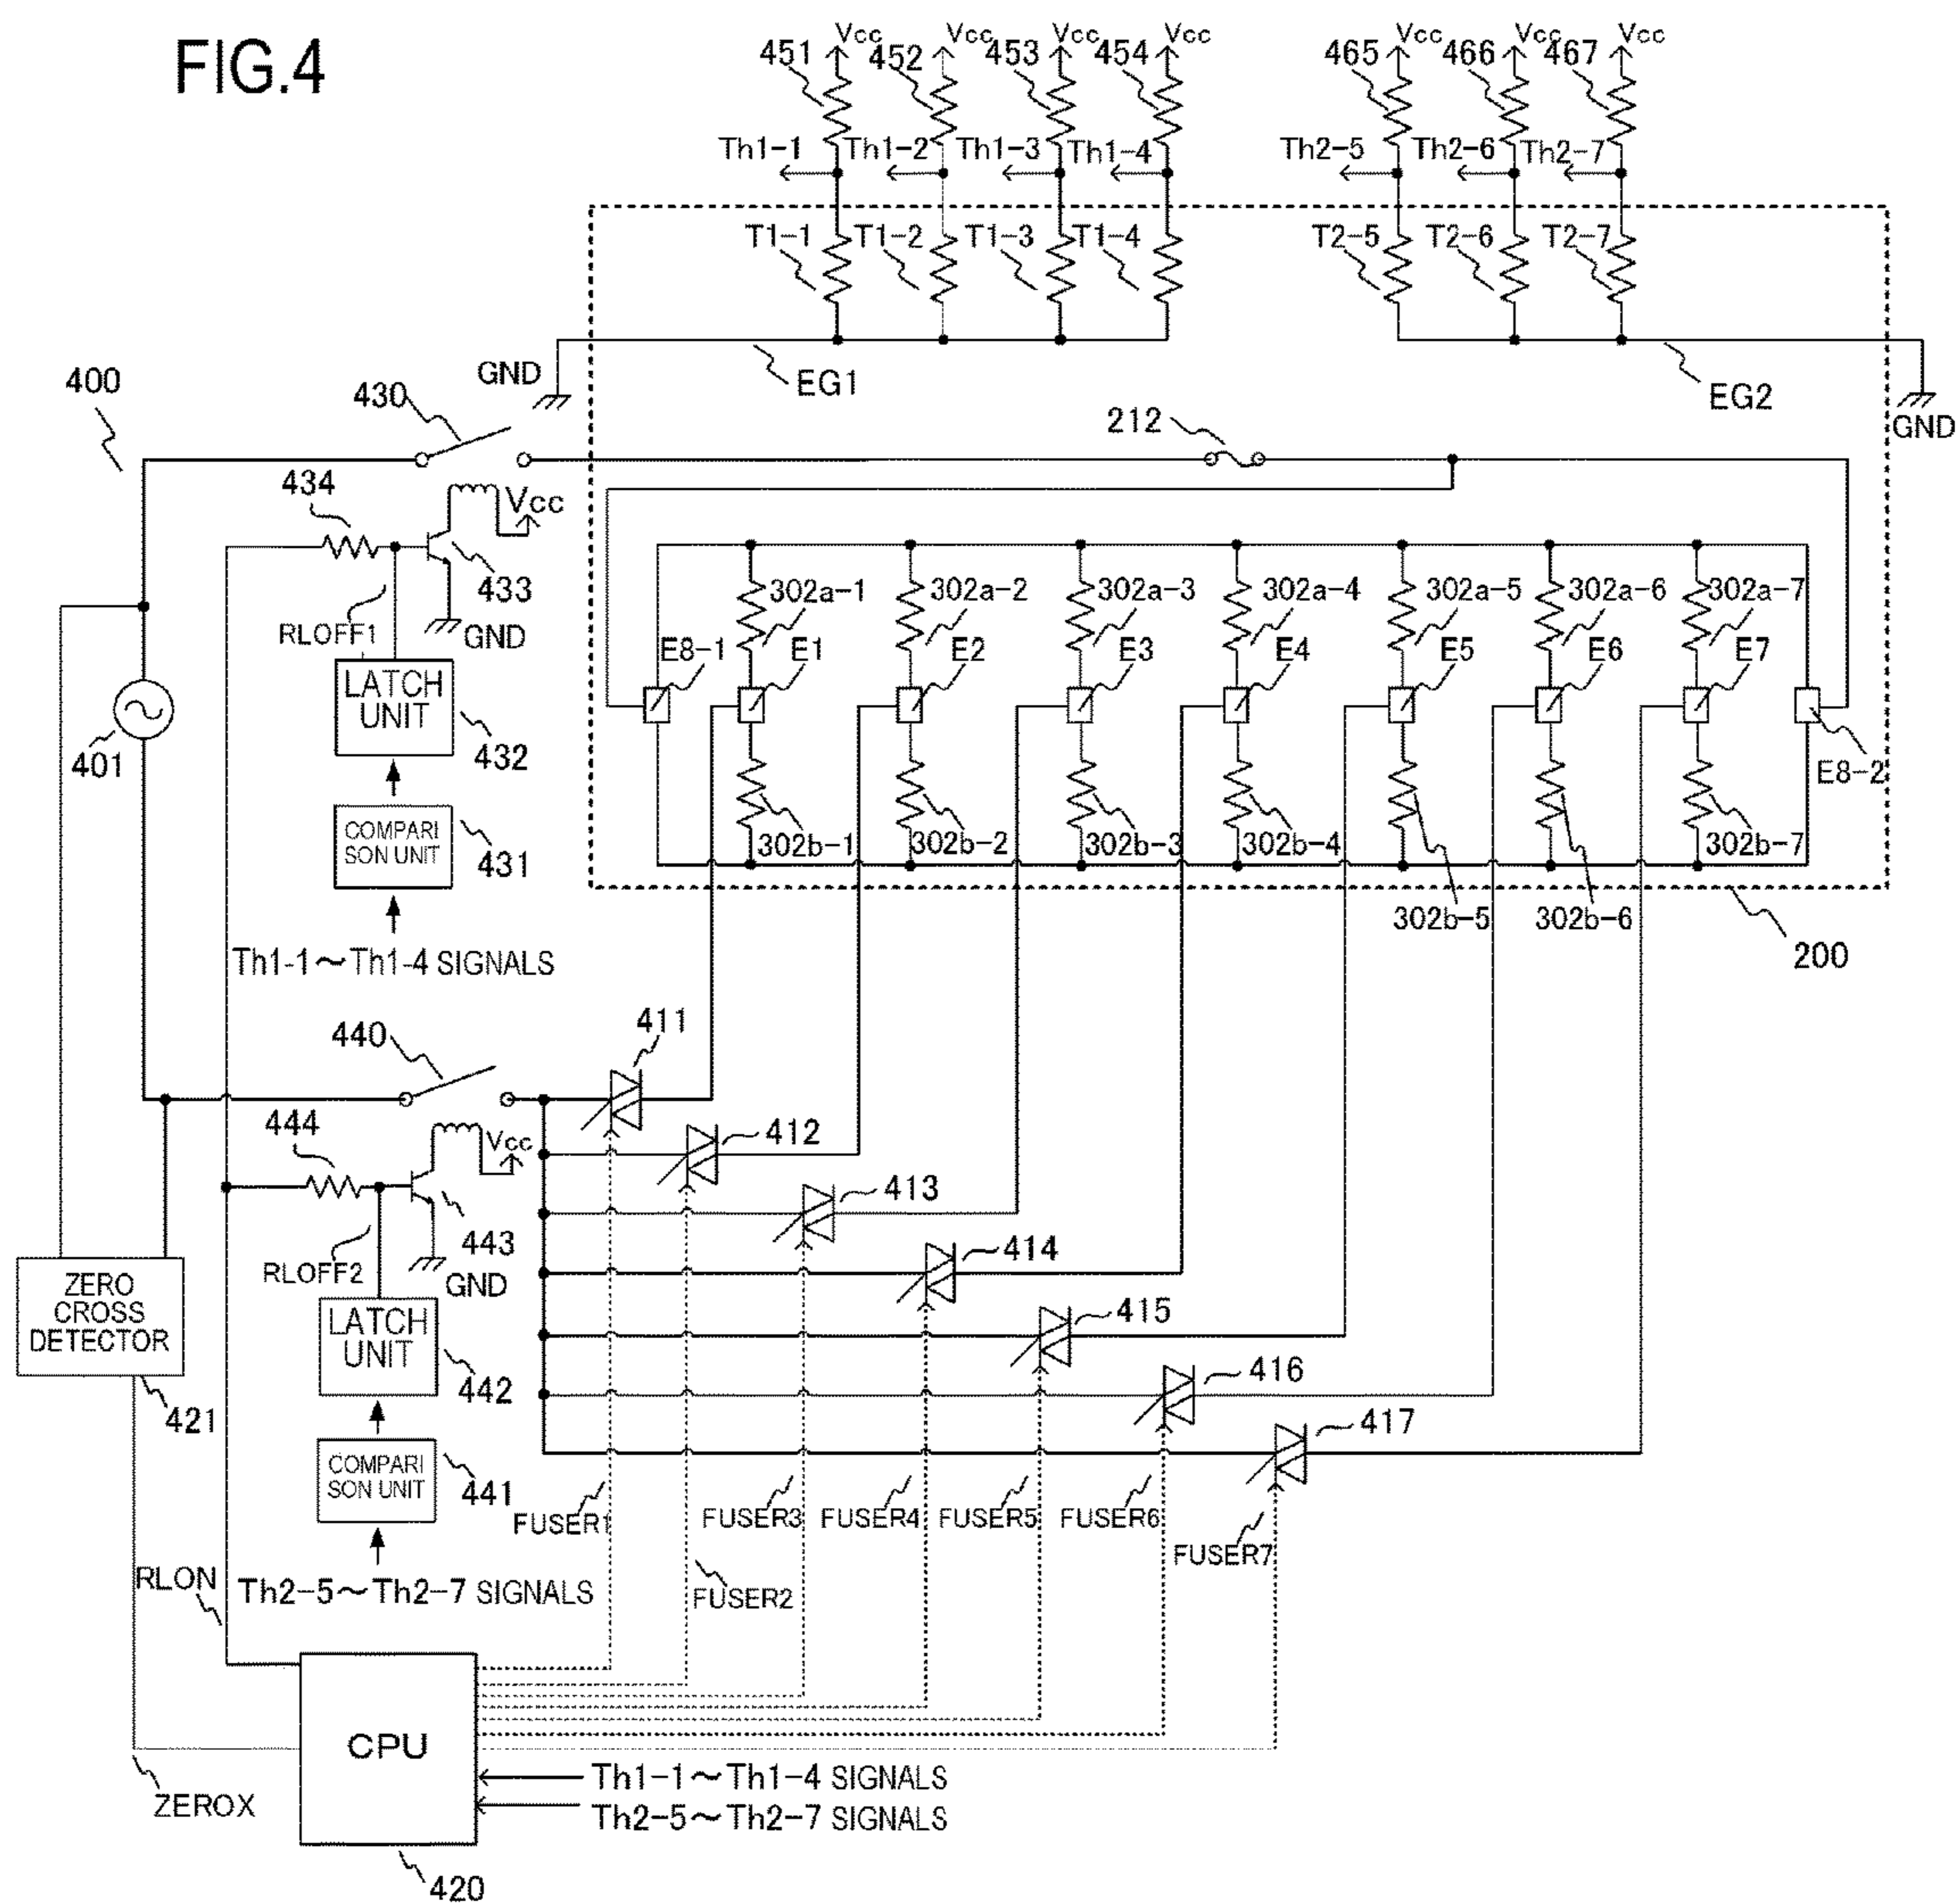 FIG.4
Vcc Vcc Vcc Vcc Vcc Vcc Vcc
451 452 453 454 465 466 467
Th1-1 Th1-2 Th1-3 Th1-4 Th2-5 Th2-6 Th2-7
T1-1 T1-2 T1-3 T1-4 T2-5 T2-6 T2-7
GND EG1 EG2 GND
400 430 212
434 Vcc
433
RLOFF1 GND
302a-1 302a-2 302a-3 302a-4 302a-5 302a-6 302a-7
E8-1 E1 E2 E3 E4 E5 E6 E7
LATCH
UNIT
432
401
E8-2
COMPARI
SON UNIT
431
302b-1 302b-2 302b-3 302b-4 302b-7
302b-5 302b-6
200
Th1-1～Th1-4 SIGNALS
440 411
444 Vcc 412
443 413
RLOFF2 GND 414
ZERO
CROSS
DETECTOR
421
LATCH
UNIT
442
415
416
417
COMPARI
SON UNIT
441
FUSER1 FUSER3 FUSER4 FUSER5 FUSER6
FUSER7
RLON Th2-5～Th2-7 SIGNALS FUSER2
CPU
Th1-1～Th1-4 SIGNALS
ZEROX Th2-5～Th2-7 SIGNALS
420